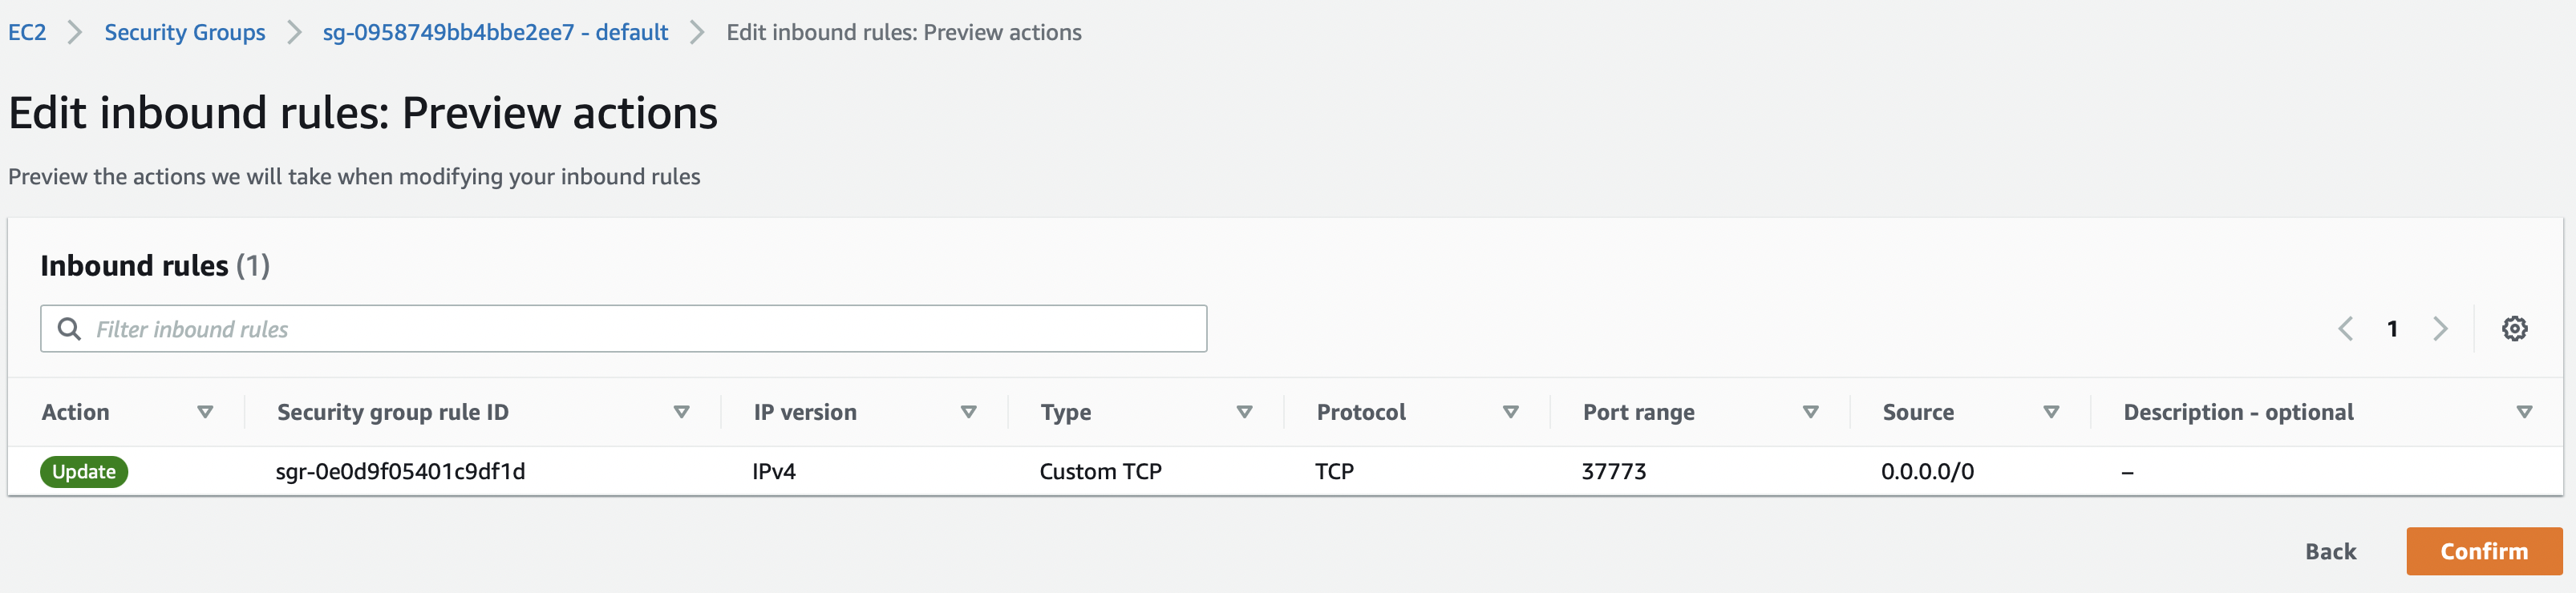 EC2 Security Groups sg-0958749bb4bbe2ee7 - default Edit inbound rules: Preview actions
Edit inbound rules: Preview actions
Preview the actions we will take when modifying your inbound rules
Inbound rules (1)
Filter inbound rules
1
Action Security group rule ID IP version Type Protocol Port range Source Description - optional
Update sgr-0e0d9f05401c9df1d IPv4 Custom TCP TCP 37773 0.0.0.0/0 –
Back Confirm